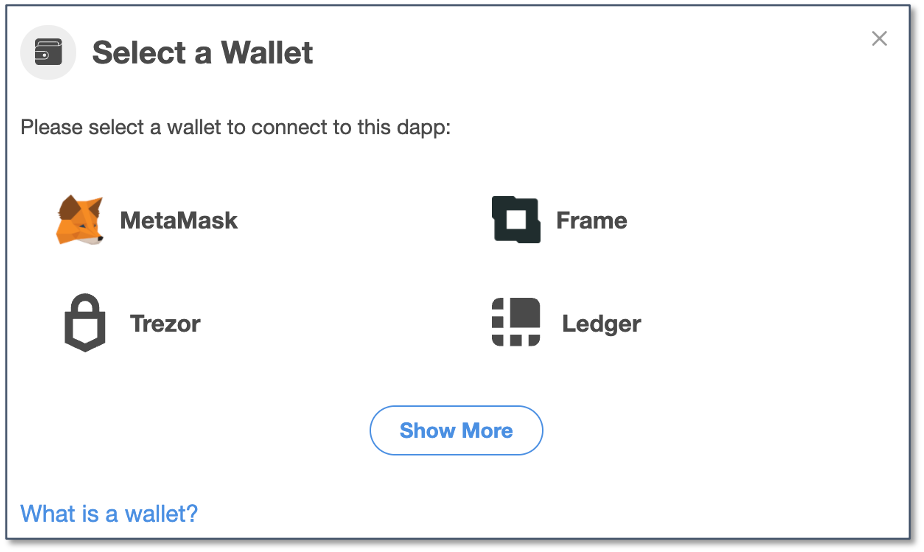 Select a Wallet
Please select a wallet to connect to this dapp:
MetaMask
Frame
Trezor
Ledger
Show More
What is a wallet?